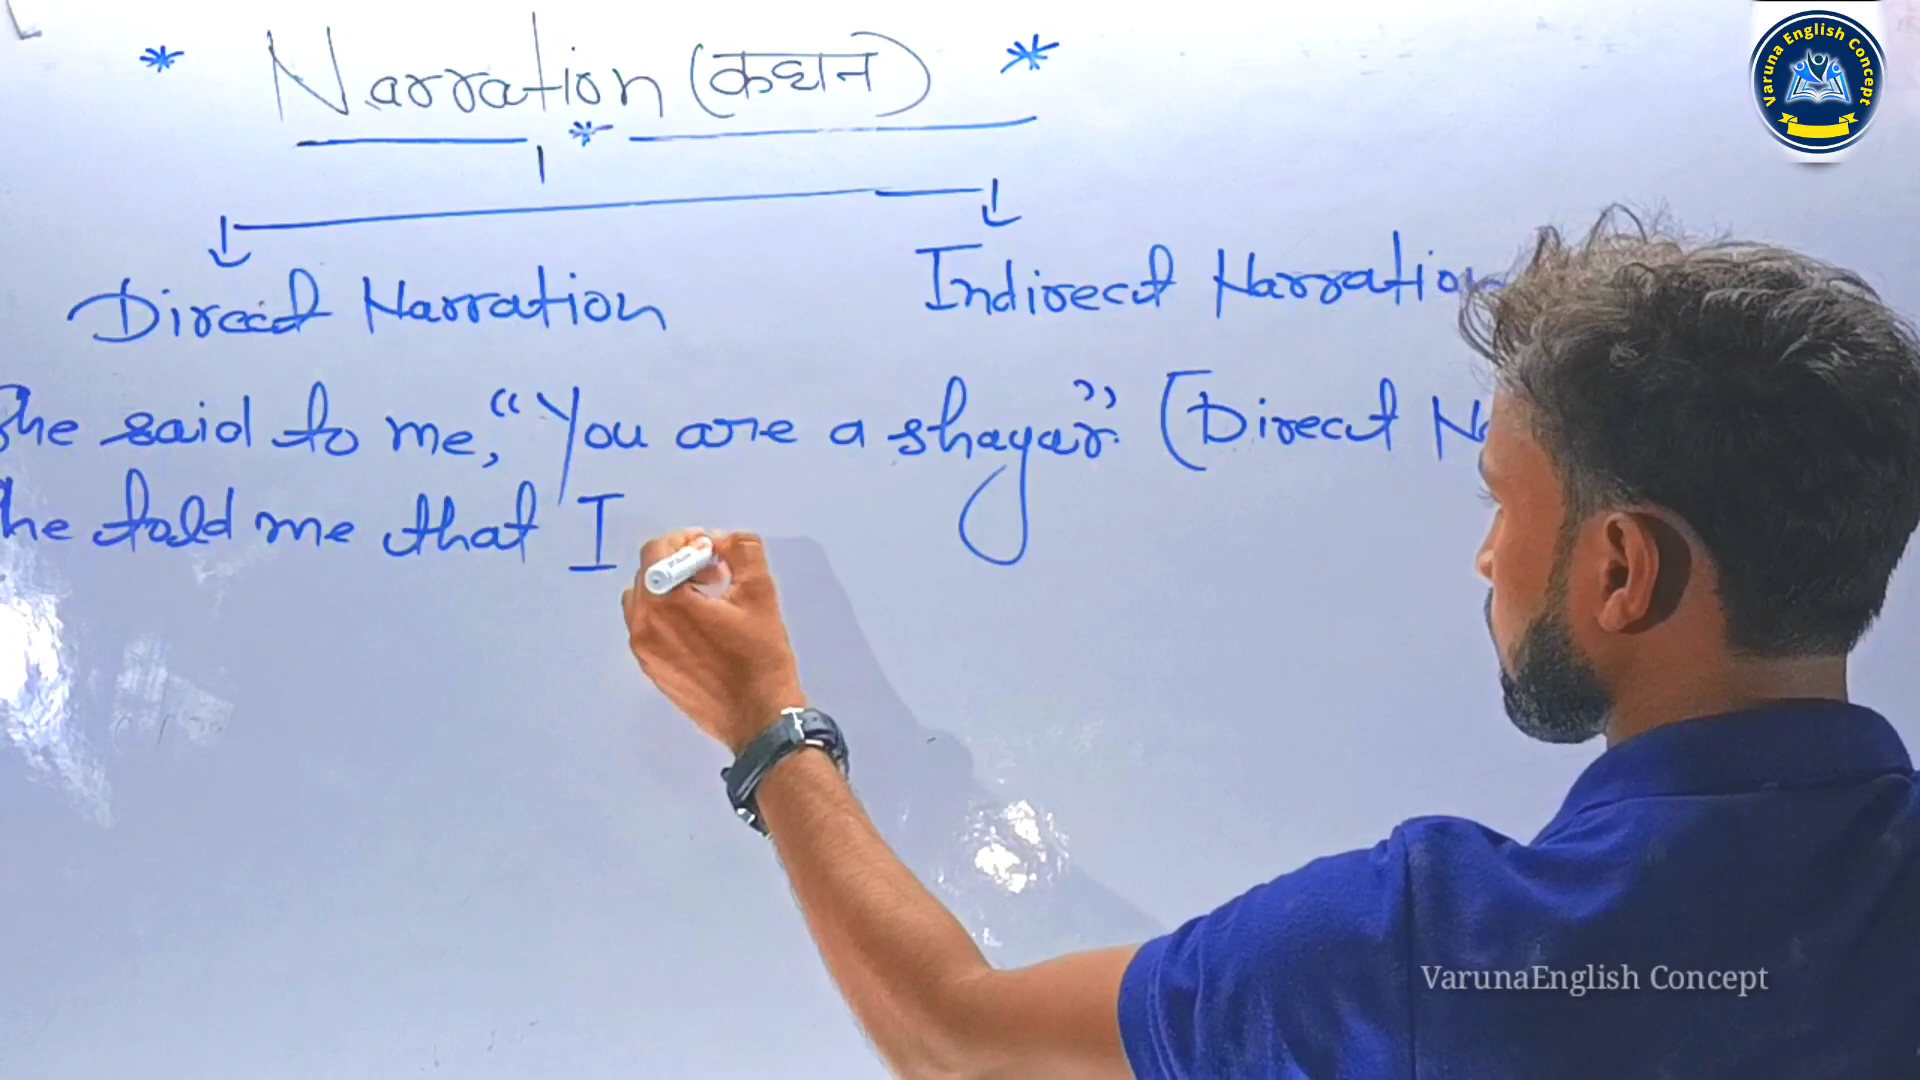 * Narration (कथन) *
*
Direct Narration
Indirect Narration
she said to me, "You are a shayar." (Direct N
he told me that I
Varuna English Concept
VarunaEnglish Concept